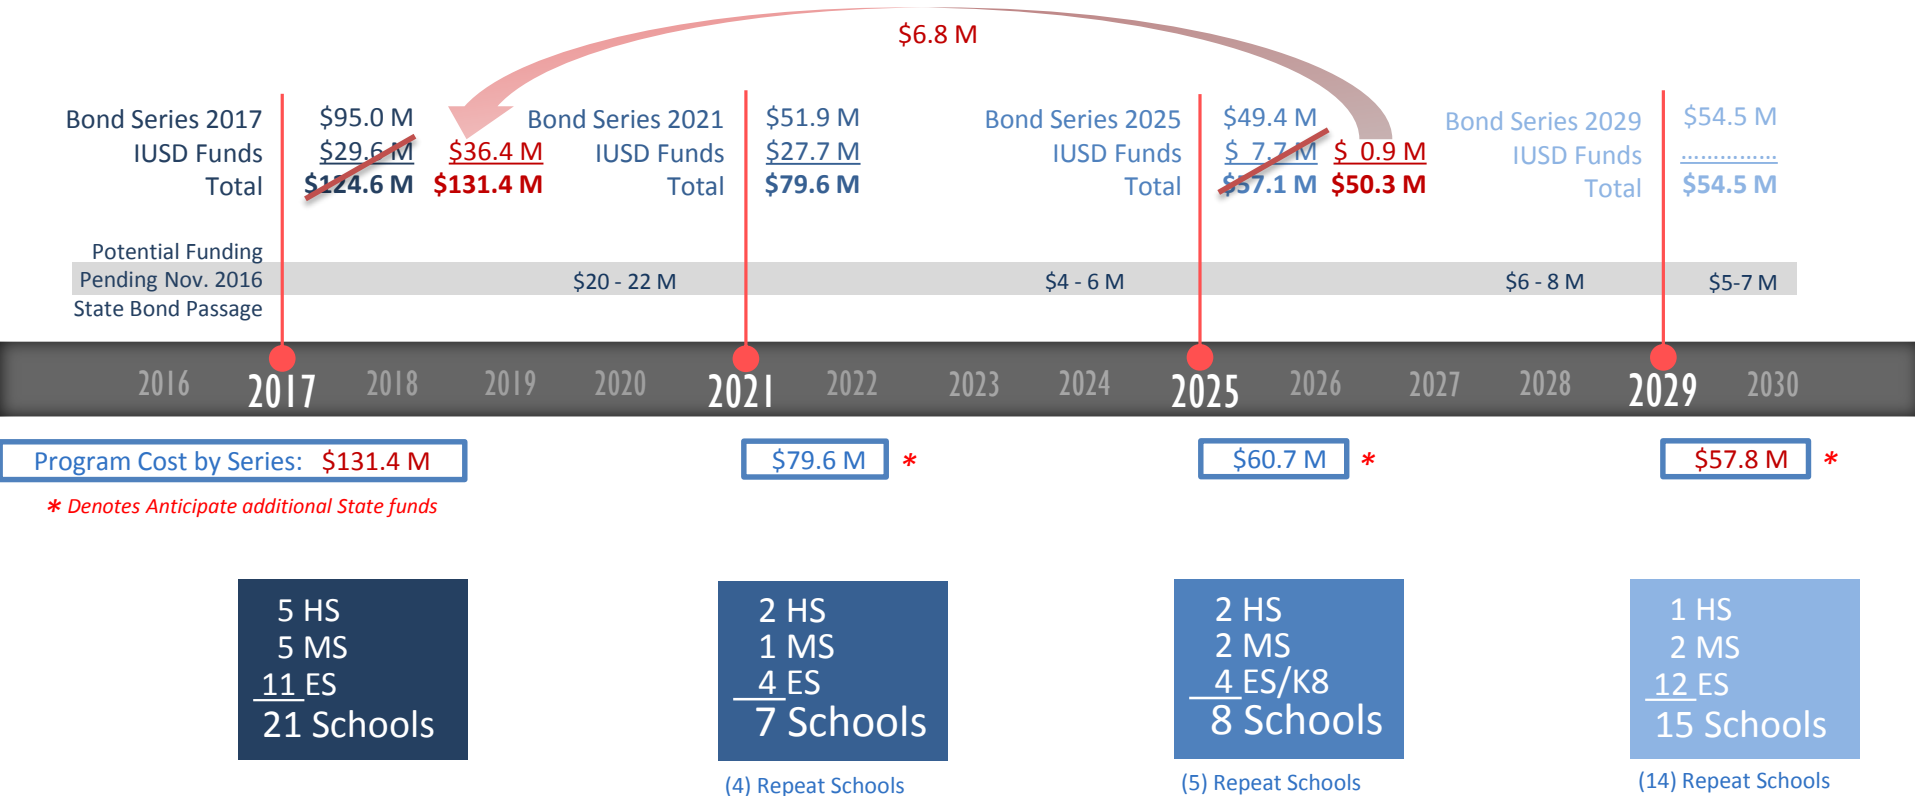 $6.8 M
Bond Series 2017 $95.0 M
IUSD Funds $29.6 M $36.4 M
Total $124.6 M $131.4 M
Bond Series 2021 $51.9 M
IUSD Funds $27.7 M
Total $79.6 M
Bond Series 2025 $49.4 M
IUSD Funds $ 7.7 M $ 0.9 M
Total $57.1 M $50.3 M
Bond Series 2029 $54.5 M
IUSD Funds ...............
Total $54.5 M
Potential Funding
Pending Nov. 2016 $20 - 22 M $4 - 6 M $6 - 8 M $5-7 M
State Bond Passage
2016 2017 2018 2019 2020 2021 2022 2023 2024 2025 2026 2027 2028 2029 2030
Program Cost by Series: $131.4 M $79.6 M * $60.7 M * $57.8 M *
* Denotes Anticipate additional State funds
5 HS
5 MS
11 ES
21 Schools
2 HS
1 MS
4 ES
7 Schools
(4) Repeat Schools
2 HS
2 MS
4 ES/K8
8 Schools
(5) Repeat Schools
1 HS
2 MS
12 ES
15 Schools
(14) Repeat Schools